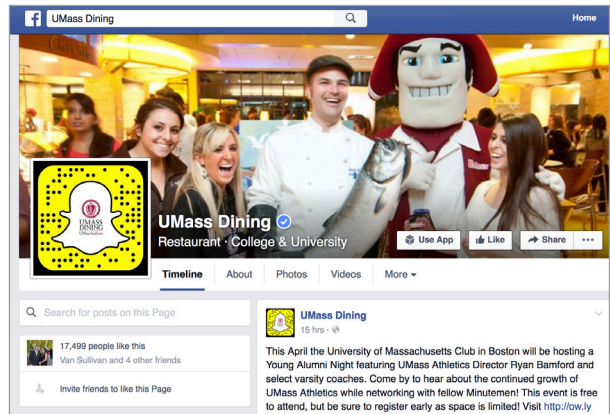 UMass Dining
Home
UMASS
DINING
UMass Dining
Restaurant · College & University
Use App
Like
Share
Timeline
About
Photos
Videos
More
Search for posts on this Page
17,499 people like this
Van Sullivan and 4 other friends
Invite friends to like this Page
UMass Dining
15 hrs ·
This April the University of Massachusetts Club in Boston will be hosting a
Young Alumni Night featuring UMass Athletics Director Ryan Bamford and
select varsity coaches. Come by to hear about the continued growth of
UMass Athletics while networking with fellow Minutemen! This event is free
to attend, but be sure to register early as space is limited! Visit http://ow.ly